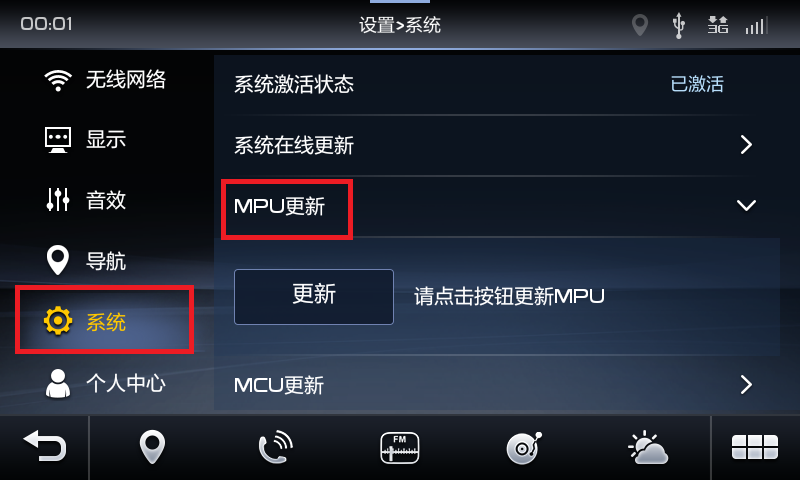 00:01
设置>系统
3G
无线网络
系统激活状态
已激活
显示
系统在线更新
音效
MPU更新
导航
更新
请点击按钮更新MPU
系统
个人中心
MCU更新
FM